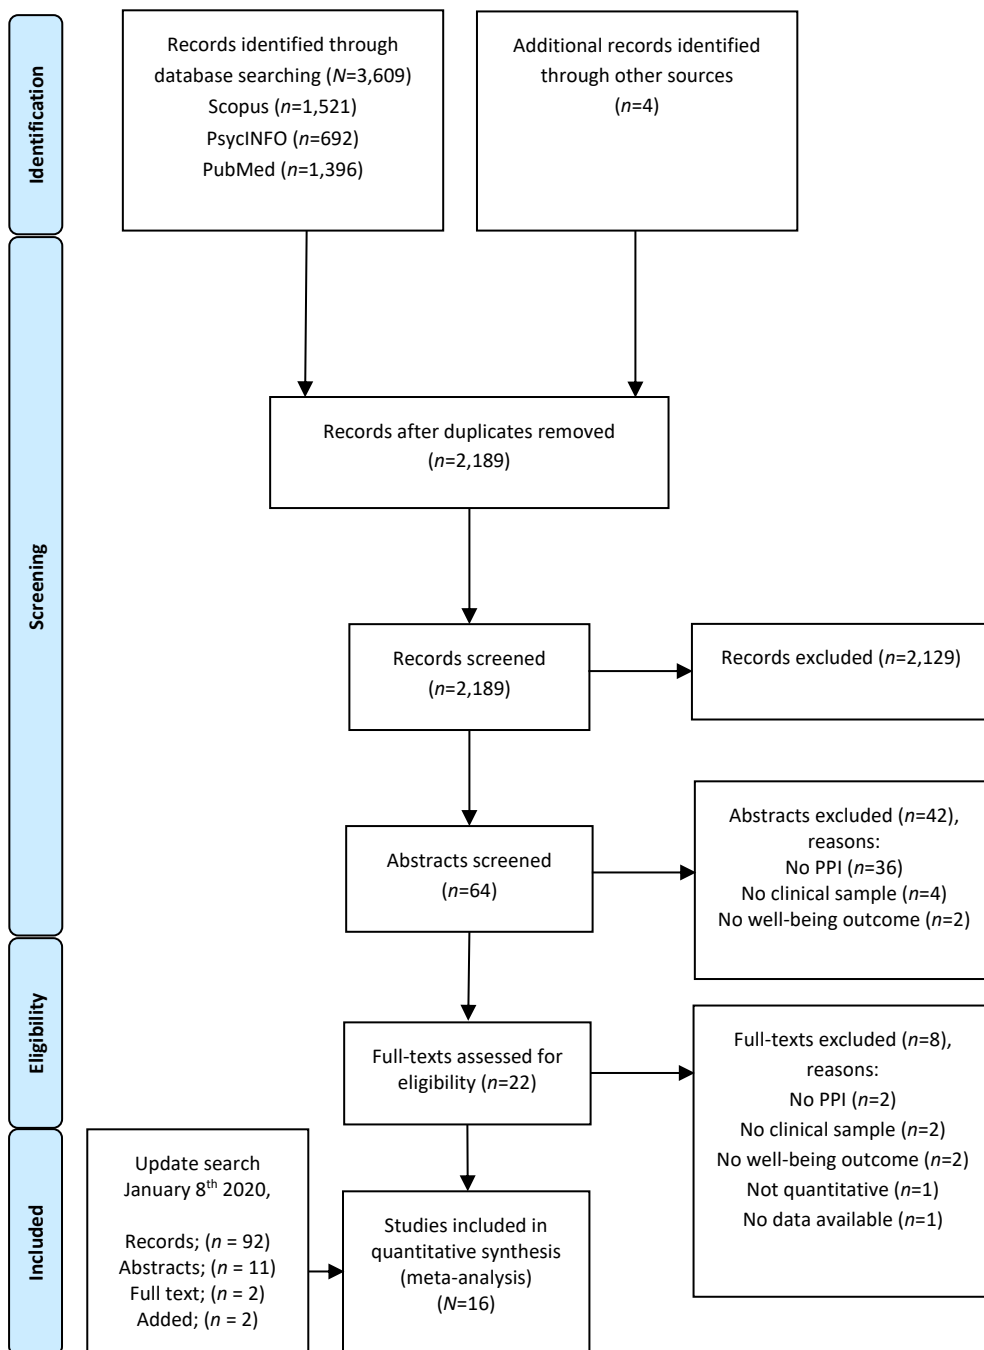 Identification
Records identified through
database searching (N=3,609)
Scopus (n=1,521)
PsycINFO (n=692)
PubMed (n=1,396)
Additional records identified
through other sources
(n=4)
Screening
Records after duplicates removed
(n=2,189)
Records screened
(n=2,189)
Records excluded (n=2,129)
Abstracts screened
(n=64)
Abstracts excluded (n=42),
reasons:
No PPI (n=36)
No clinical sample (n=4)
No well-being outcome (n=2)
Eligibility
Full-texts assessed for
eligibility (n=22)
Full-texts excluded (n=8),
reasons:
No PPI (n=2)
No clinical sample (n=2)
No well-being outcome (n=2)
Not quantitative (n=1)
No data available (n=1)
Included
Update search
January 8th 2020,
Records; (n = 92)
Abstracts; (n = 11)
Full text; (n = 2)
Added; (n = 2)
Studies included in
quantitative synthesis
(meta-analysis)
(N=16)